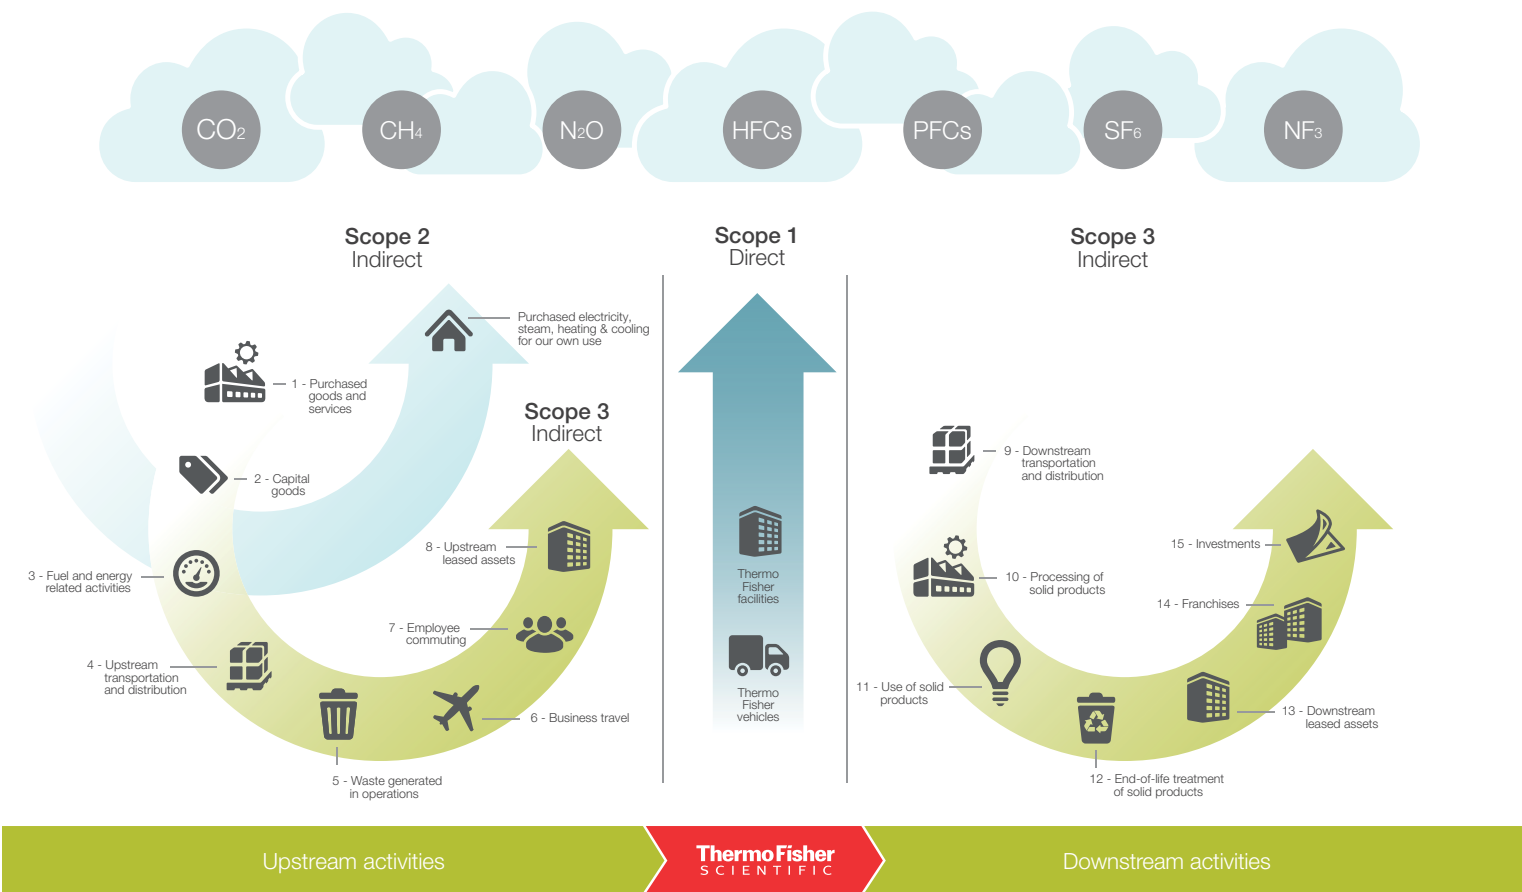 CO2
CH4
N2O
HFCs
PFCs
SF6
NF3
Scope 2
Indirect
Purchased electricity,
steam, heating & cooling
for our own use
1 - Purchased
goods and
services
2 - Capital
goods
Scope 3
Indirect
3 - Fuel and energy
related activities
4 - Upstream
transportation
and distribution
5 - Waste generated
in operations
6 - Business travel
7 - Employee
commuting
8 - Upstream
leased assets
Scope 1
Direct
Thermo
Fisher
facilities
Thermo
Fisher
vehicles
Scope 3
Indirect
9 - Downstream
transportation
and distribution
10 - Processing of
solid products
11 - Use of solid
products
12 - End-of-life treatment
of solid products
13 - Downstream
leased assets
14 - Franchises
15 - Investments
Upstream activities
ThermoFisher
SCIENTIFIC
Downstream activities